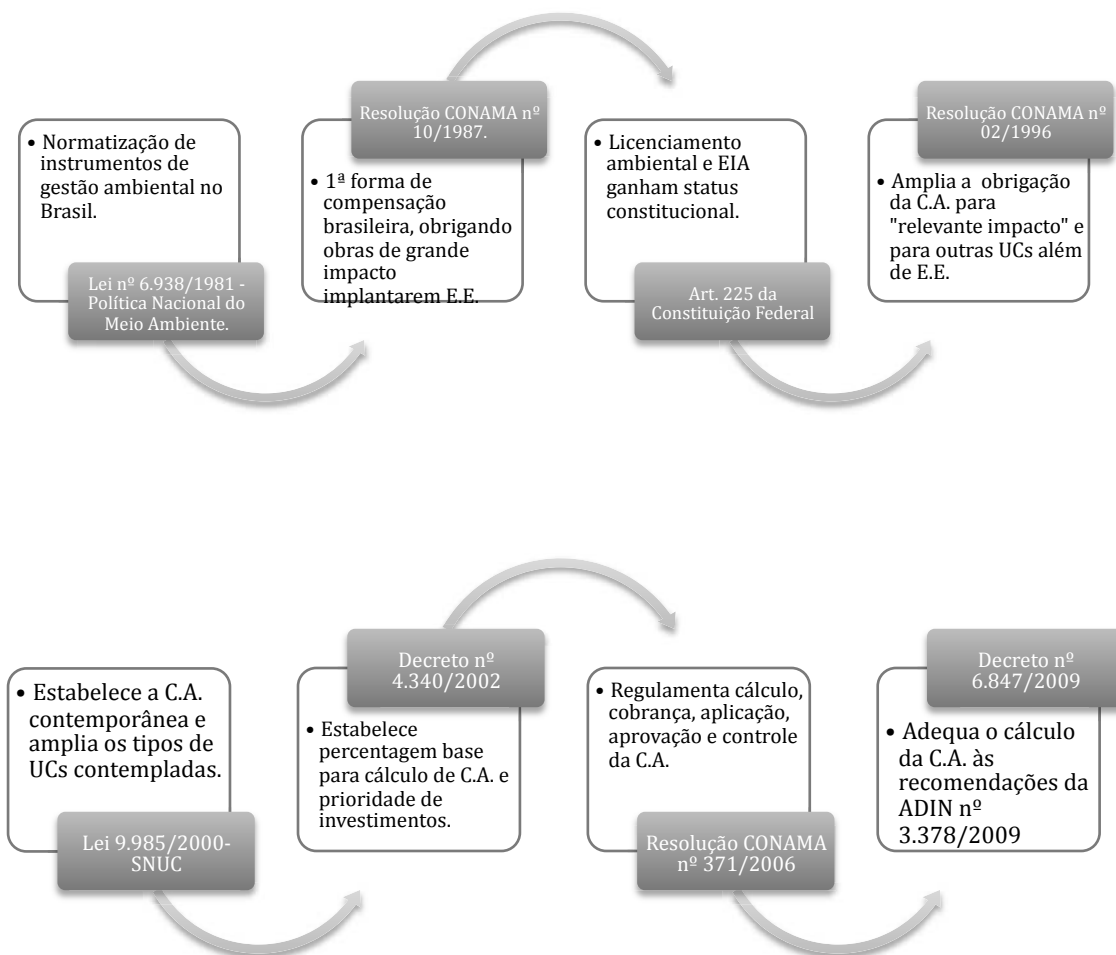 • Normatização de
instrumentos de
gestão ambiental no
Brasil.
Lei nº 6.938/1981 -
Política Nacional do
Meio Ambiente.
Resolução CONAMA nº
10/1987.
• 1ª forma de
compensação
brasileira, obrigando
obras de grande
impacto
implantarem E.E.
• Licenciamento
ambiental e EIA
ganham status
constitucional.
Art. 225 da
Constituição Federal
Resolução CONAMA nº
02/1996
• Amplia a obrigação
da C.A. para
"relevante impacto" e
para outras UCs além
de E.E.
• Estabelece a C.A.
contemporânea e
amplia os tipos de
UCs contempladas.
Lei 9.985/2000-
SNUC
Decreto nº
4.340/2002
• Estabelece
percentagem base
para cálculo de C.A. e
prioridade de
investimentos.
• Regulamenta cálculo,
cobrança, aplicação,
aprovação e controle
da C.A.
Resolução CONAMA
nº 371/2006
Decreto nº
6.847/2009
• Adequa o cálculo
da C.A. às
recomendações da
ADIN nº
3.378/2009